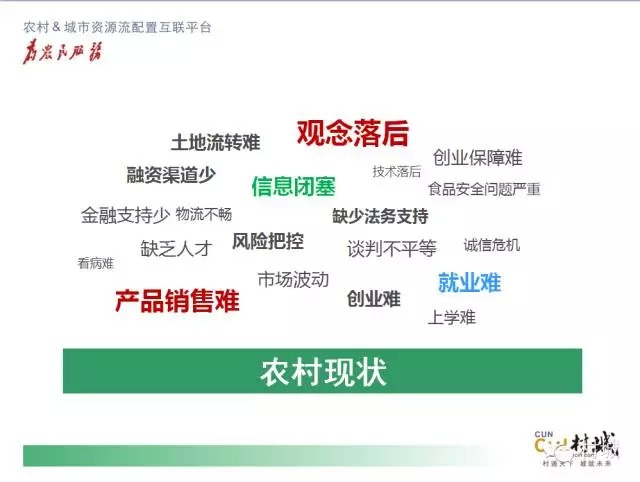 农村＆城市资源流配置互联平台
为农民服务
观念落后
土地流转难
创业保障难
融资渠道少
信息闭塞
技术落后
食品安全问题严重
金融支持少
物流不畅
缺少法务支持
缺乏人才
风险把控
谈判不平等
诚信危机
看病难
市场波动
就业难
产品销售难
创业难
上学难
农村现状
CUN
村城
村通天下 城就未来